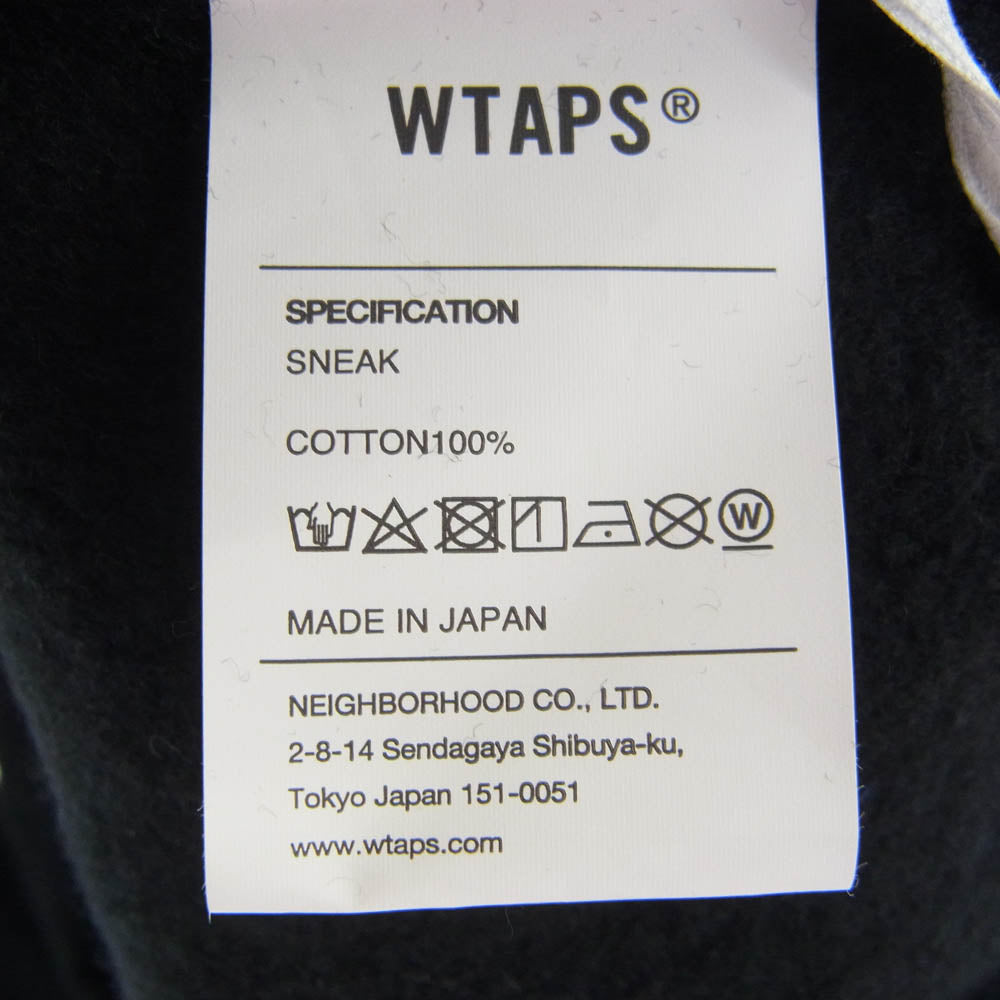 WTAPS®
SPECIFICATION
SNEAK
COTTON100%
W
MADE IN JAPAN
NEIGHBORHOOD CO., LTD.
2-8-14 Sendagaya Shibuya-ku,
Tokyo Japan 151-0051
www.wtaps.com